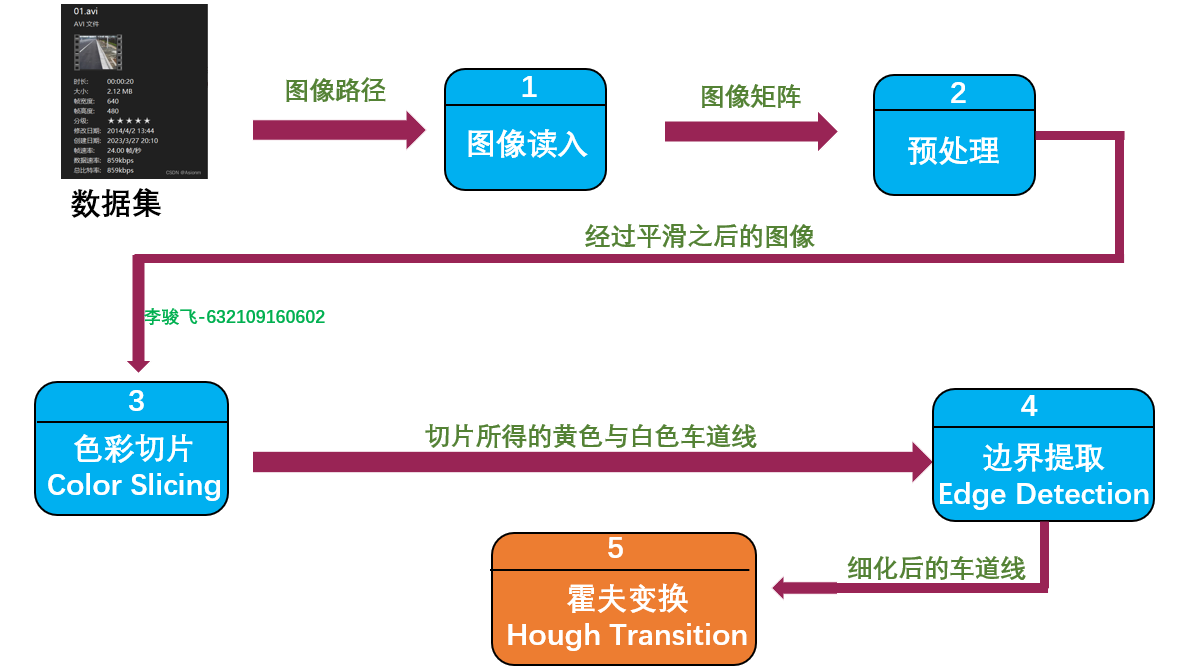 01.avi
AVI 文件
时长: 00:00:20
大小: 2.12 MB
帧宽度: 640
帧高度: 480
分级: ★ ★ ★ ★ ★
修改日期: 2014/4/2 13:44
创建日期: 2023/3/27 20:10
帧速率: 24.00 帧/秒
数据速率: 859kbps
总比特率: 859kbps
数据集
图像路径
1
图像读入
图像矩阵
2
预处理
经过平滑之后的图像
李骏飞-632109160602
3
色彩切片
Color Slicing
切片所得的黄色与白色车道线
4
边界提取
Edge Detection
细化后的车道线
5
霍夫变换
Hough Transition